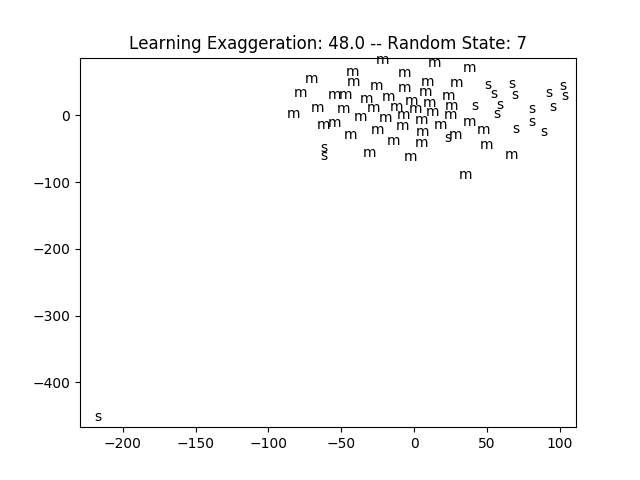 Learning Exaggeration: 48.0 -- Random State: 7
m m m
m m m m m m m s s m s
m m m m m m m m s s s s
m m m m m m m m m s s s
m m m m m m m m m s
m m m m m m m m m s s s
m m m m m m s s
s m m m m
s m
m
s
0
−100
−200
−300
−400
−200 −150 −100 −50 0 50 100